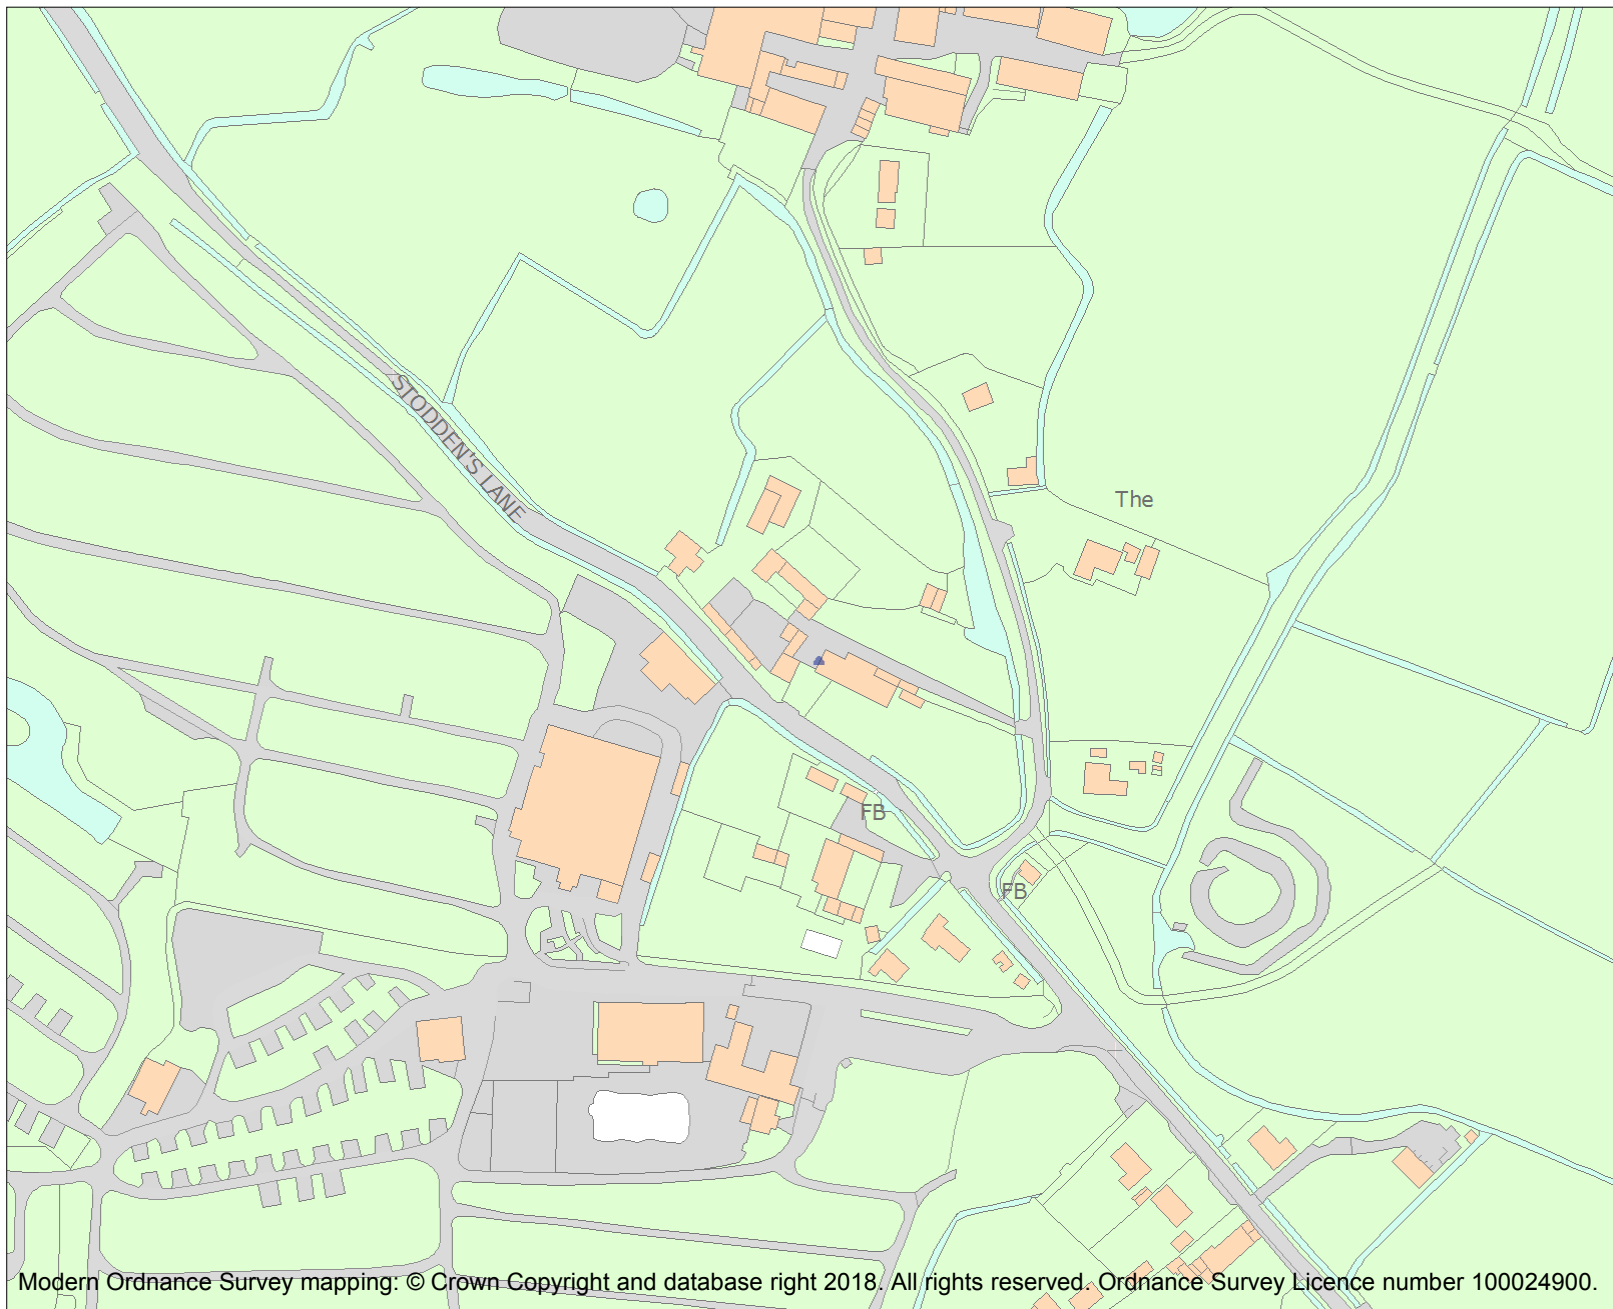 STODDEN'S LANE
The
FB
FB
Modern Ordnance Survey mapping: © Crown Copyright and database right 2018. All rights reserved. Ordnance Survey Licence number 100024900.